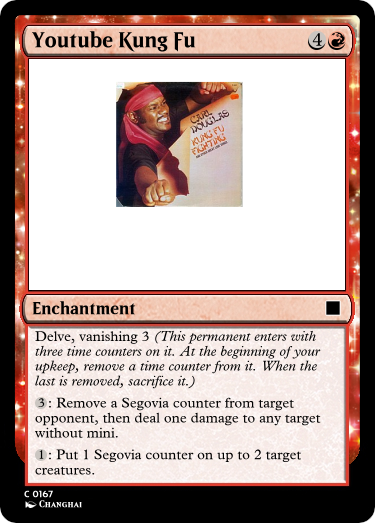 Youtube Kung Fu
4
CARL
DOUGLAS
KUNG FU
FIGHTING
Enchantment
Delve, vanishing 3 (This permanent enters with
three time counters on it. At the beginning of your
upkeep, remove a time counter from it. When the
last is removed, sacrifice it.)
3: Remove a Segovia counter from target
opponent, then deal one damage to any target
without mini.
1: Put 1 Segovia counter on up to 2 target
creatures.
C 0167
CHANGHAI